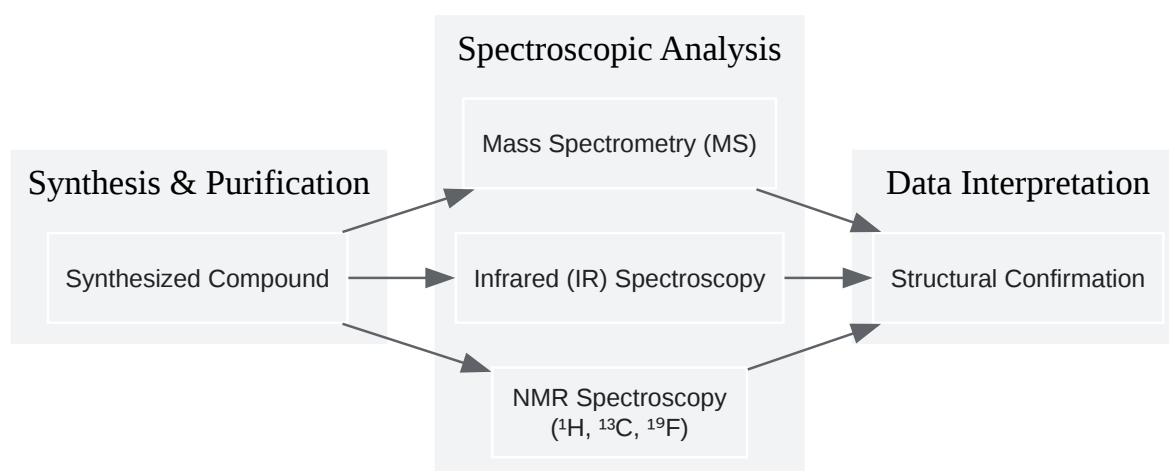 Synthesis & Purification
Synthesized Compound
Spectroscopic Analysis
Mass Spectrometry (MS)
Infrared (IR) Spectroscopy
NMR Spectroscopy
(¹H, ¹³C, ¹⁹F)
Data Interpretation
Structural Confirmation